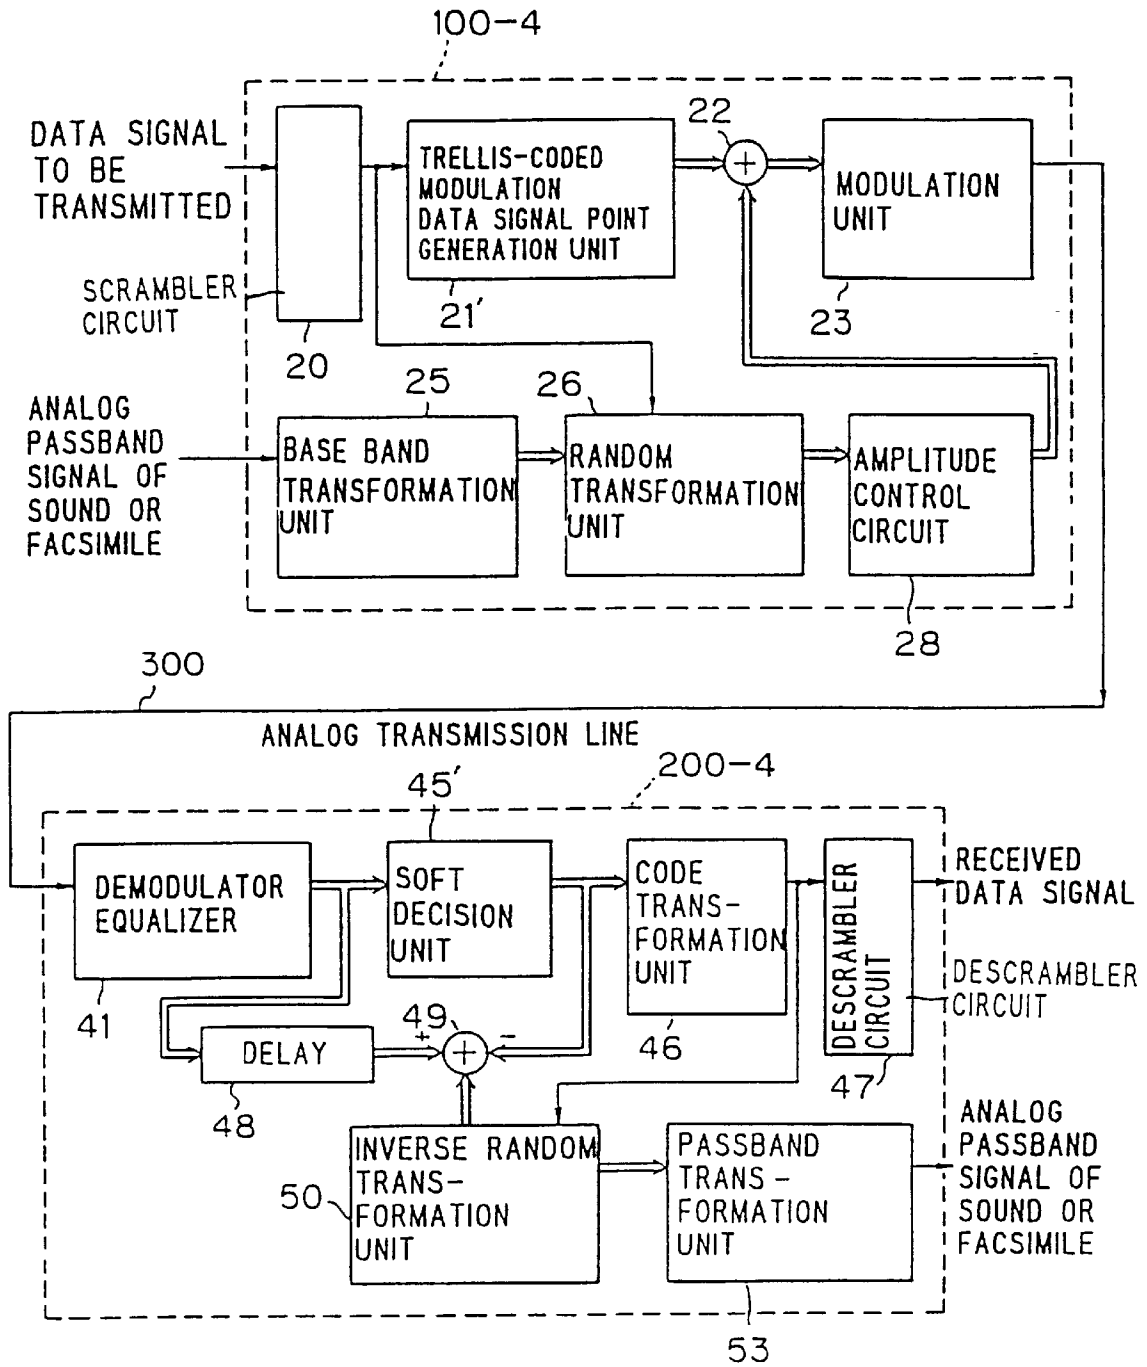 100-4
DATA SIGNAL
TO BE
TRANSMITTED
SCRAMBLER
CIRCUIT
20
TRELLIS-CODED
MODULATION
DATA SIGNAL POINT
GENERATION UNIT
21'
22
+
MODULATION
UNIT
23
ANALOG
PASSBAND
SIGNAL OF
SOUND OR
FACSIMILE
25
BASE BAND
TRANSFORMATION
UNIT
26
RANDOM
TRANSFORMATION
UNIT
AMPLITUDE
CONTROL
CIRCUIT
28
300
ANALOG TRANSMISSION LINE
200-4
DEMODULATOR
EQUALIZER
41
45'
SOFT
DECISION
UNIT
CODE
TRANS-
FORMATION
UNIT
46
DESCRAMBLER
CIRCUIT
47
RECEIVED
DATA SIGNAL
DESCRAMBLER
CIRCUIT
DELAY
48
49
+
+
-
INVERSE RANDOM
TRANS-
FORMATION
UNIT
50
PASSBAND
TRANS-
FORMATION
UNIT
53
ANALOG
PASSBAND
SIGNAL OF
SOUND OR
FACSIMILE